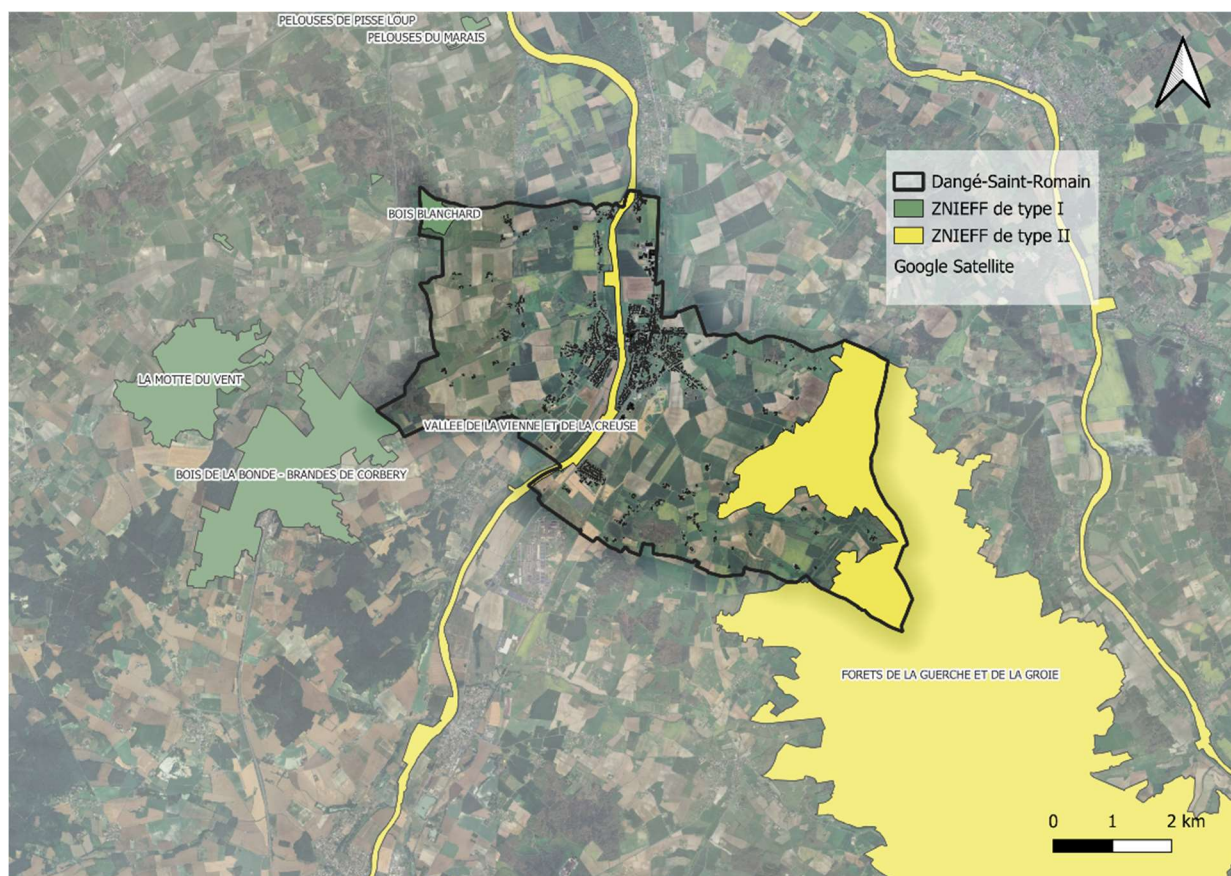 PELOUSES DE PISSE LOUP
PELOUSES DU MARAIS
Dangé-Saint-Romain
ZNIEFF de type I
ZNIEFF de type II
Google Satellite
BOIS BLANCHARD
LA MOTTE DU VENT
VALLEE DE LA VIENNE ET DE LA CREUSE
BOIS DE LA BONDE - BRANDES DE CORBERY
FORETS DE LA GUERCHE ET DE LA GROIE
0 1 2 km